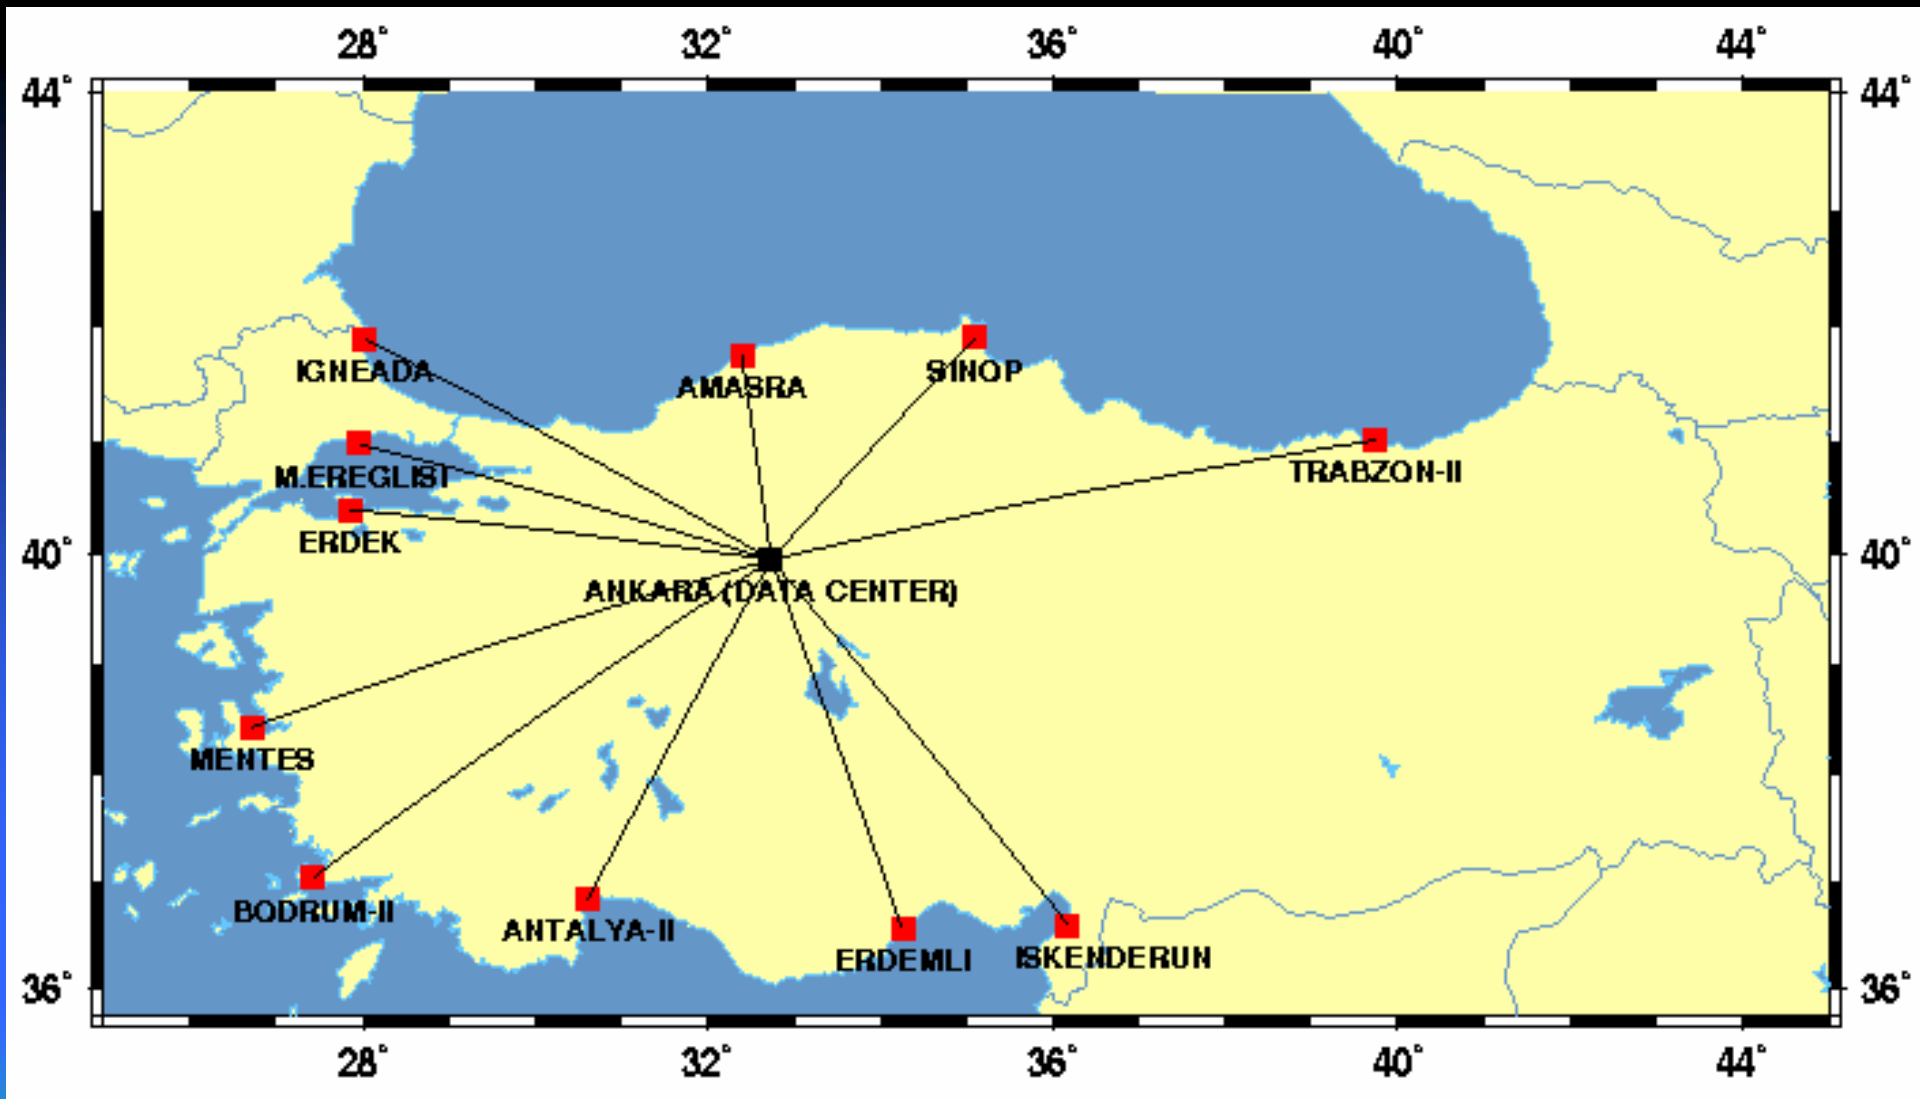 28° 32° 36° 40° 44°
44° 44°
IGNEADA
SINOP
AMASRA
M.EREGLISI
TRABZON-II
ERDEK
40° 40°
ANKARA (DATA CENTER)
MENTES
BODRUM-II
ANTALYA-II
ERDEMLI
ISKENDERUN
36° 36°
28° 32° 36° 40° 44°